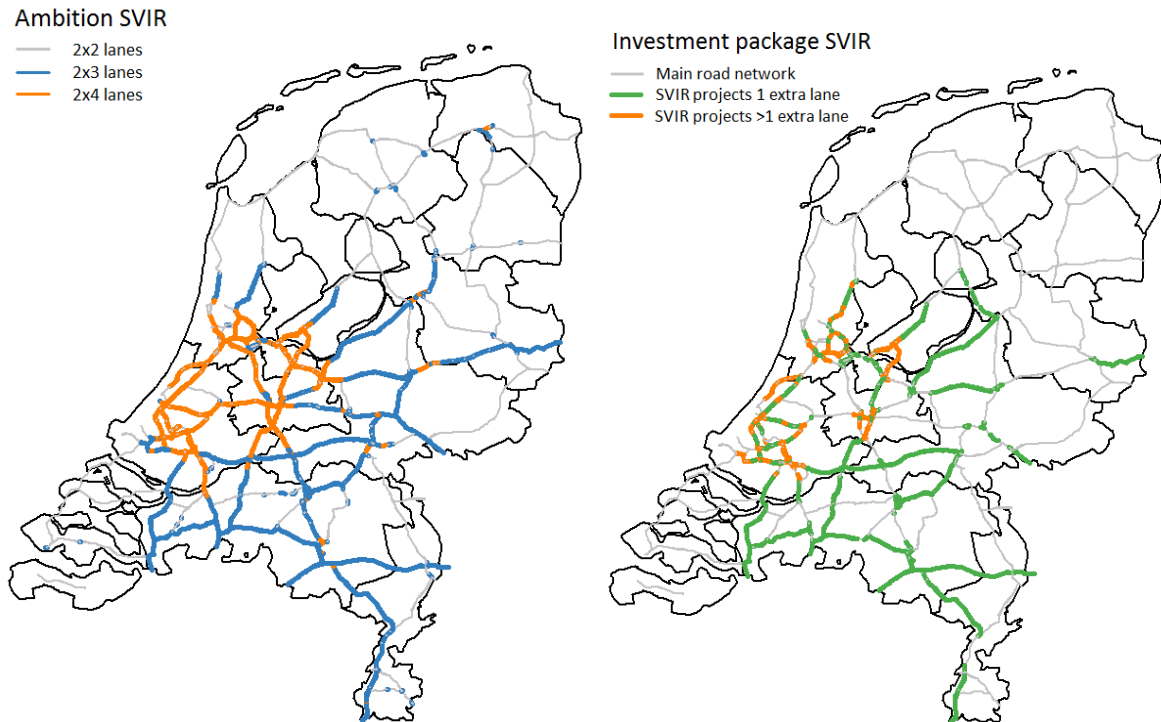 Ambition SVIR
2x2 lanes
2x3 lanes
2x4 lanes
Investment package SVIR
Main road network
SVIR projects 1 extra lane
SVIR projects >1 extra lane